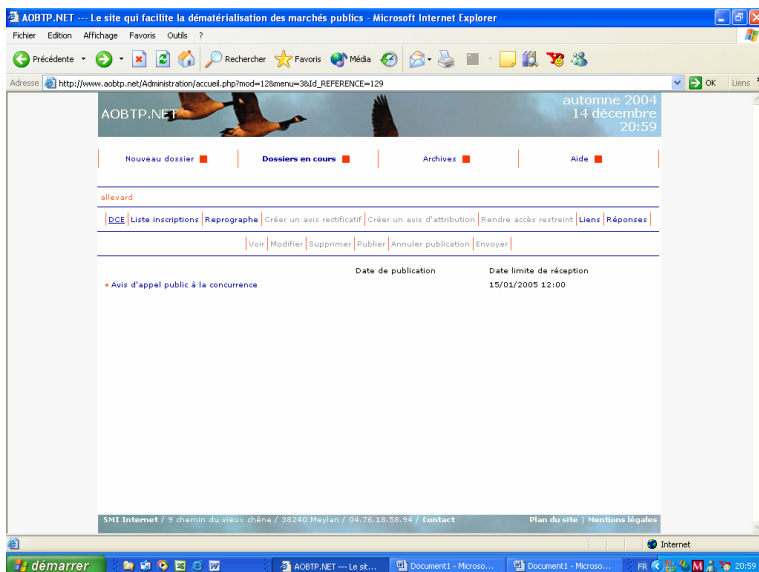 AOBTP.NET --- Le site qui facilite la dématérialisation des marchés publics - Microsoft Internet Explorer
Fichier Edition Affichage Favoris Outils ?
Précédente Rechercher Favoris Média
Adresse http://www.aobtp.net/Administration/accueil.php?mod=12&menu=3&Id_REFERENCE=129 OK Liens
AOBTP.NET
automne 2004
14 décembre
20:59
Nouveau dossier Dossiers en cours Archives Aide
allevard
DCE Liste inscriptions Reprographe Créer un avis rectificatif Créer un avis d'attribution Rendre accès restreint Liens Réponses
Voir Modifier Supprimer Publier Annuler publication Envoyer
Date de publication Date limite de réception
Avis d'appel public à la concurrence 15/01/2005 12:00
SMI Internet / 9 chemin du vieux chêne / 38240 Meylan / 04.76.18.58.94 / Contact Plan du site | Mentions légales
Internet
démarrer AOBTP.NET --- Le sit... Document1 - Microso... Document1 - Microso... FR 20:59